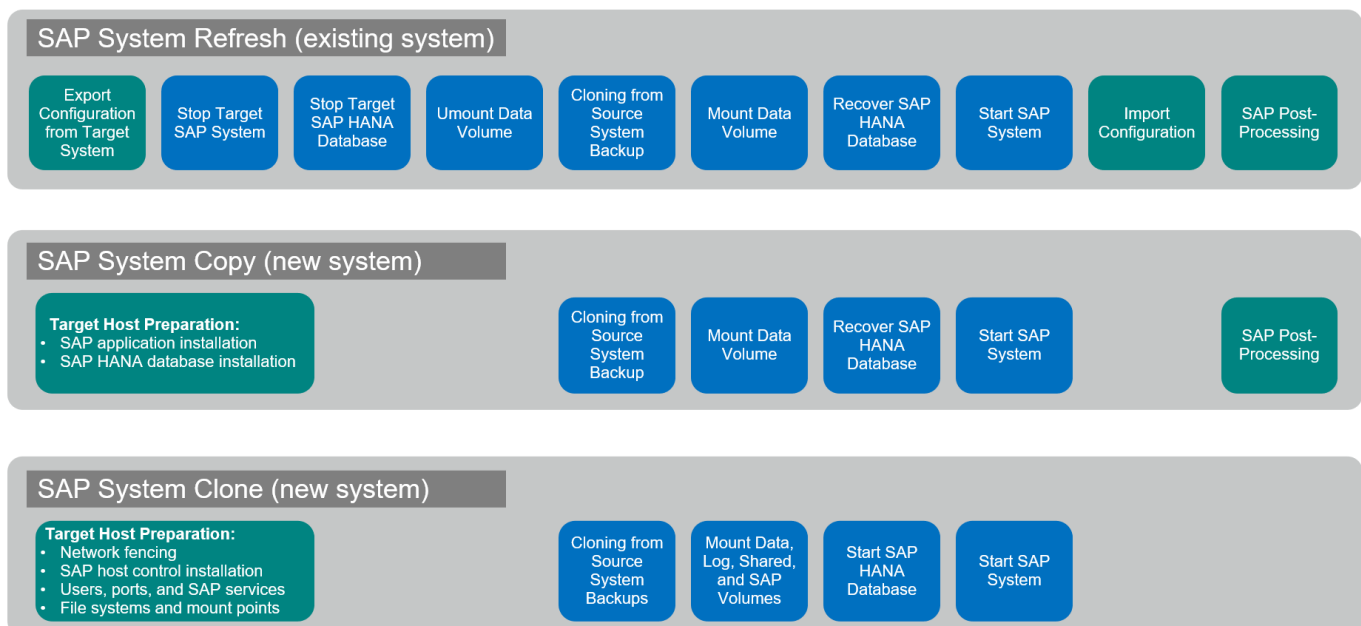 SAP System Refresh (existing system)
Export
Configuration
from Target
System
Stop Target
SAP System
Stop Target
SAP HANA
Database
Umount Data
Volume
Cloning from
Source
System
Backup
Mount Data
Volume
Recover SAP
HANA
Database
Start SAP
System
Import
Configuration
SAP Post-
Processing
SAP System Copy (new system)
Target Host Preparation:
• SAP application installation
• SAP HANA database installation
Cloning from
Source
System
Backup
Mount Data
Volume
Recover SAP
HANA
Database
Start SAP
System
SAP Post-
Processing
SAP System Clone (new system)
Target Host Preparation:
• Network fencing
• SAP host control installation
• Users, ports, and SAP services
• File systems and mount points
Cloning from
Source
System
Backups
Mount Data,
Log, Shared,
and SAP
Volumes
Start SAP
HANA
Database
Start SAP
System